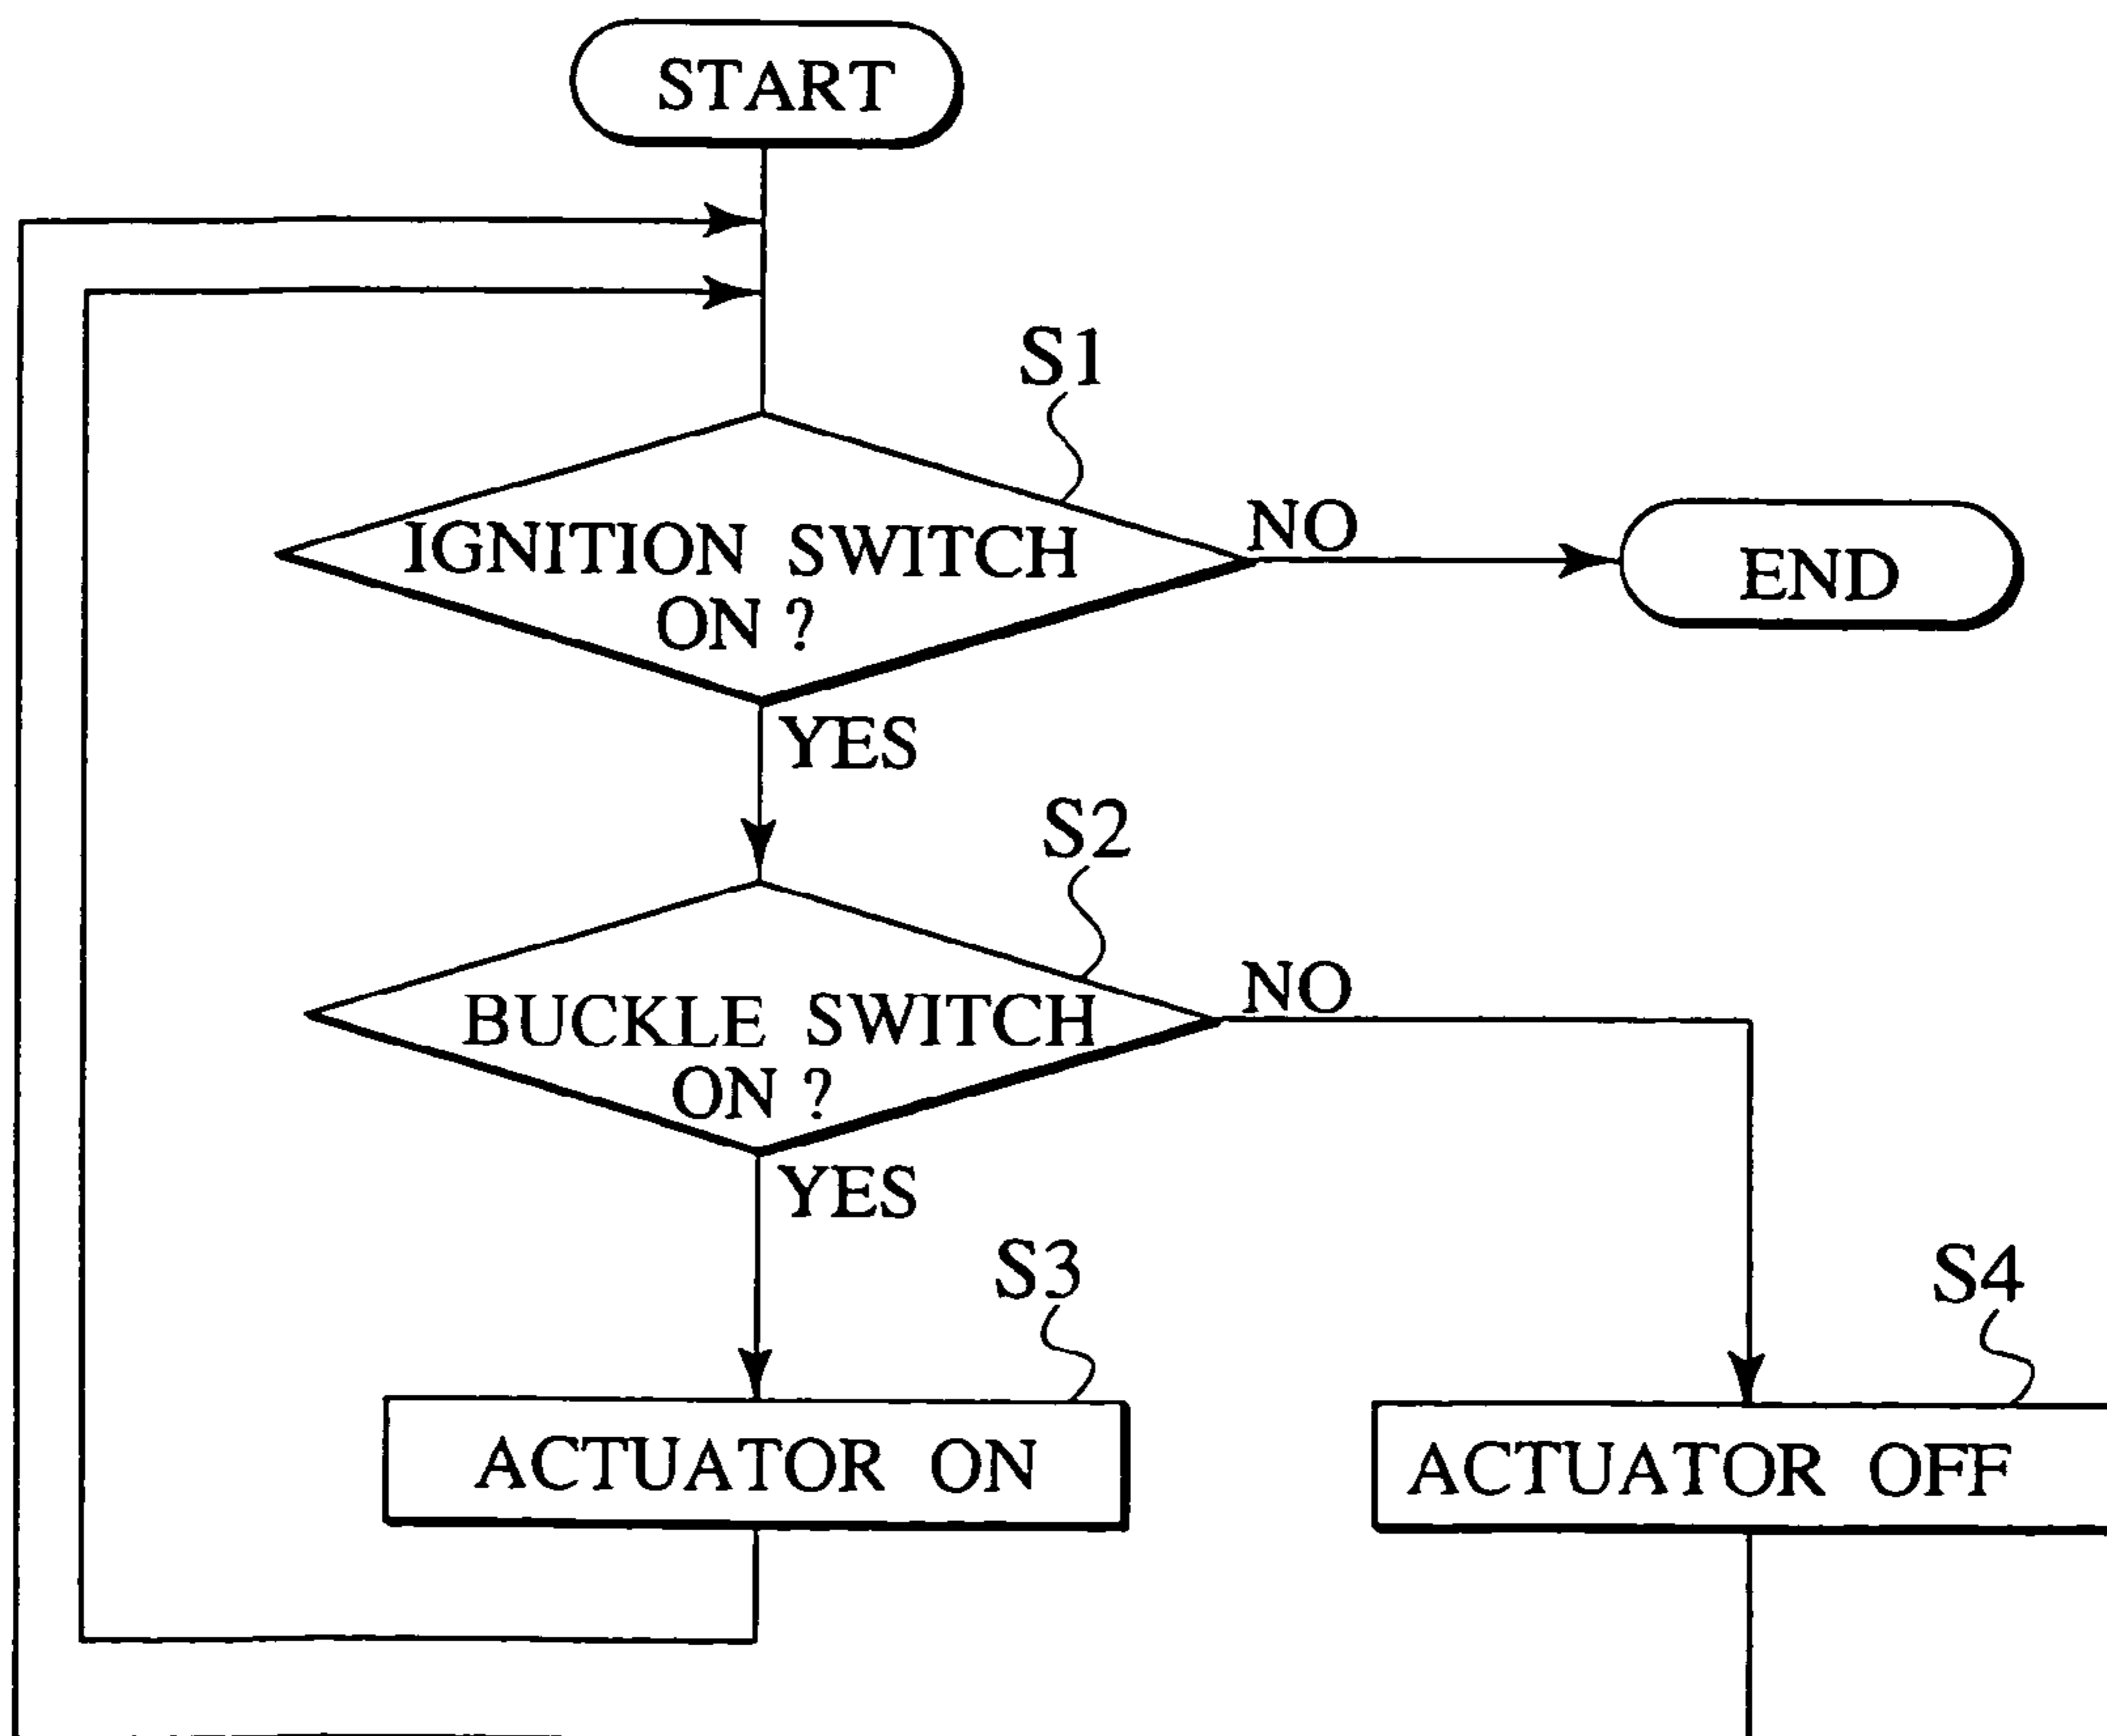 START
S1
IGNITION SWITCH
ON ?
NO
END
YES
S2
BUCKLE SWITCH
ON ?
NO
YES
S3
S4
ACTUATOR ON
ACTUATOR OFF